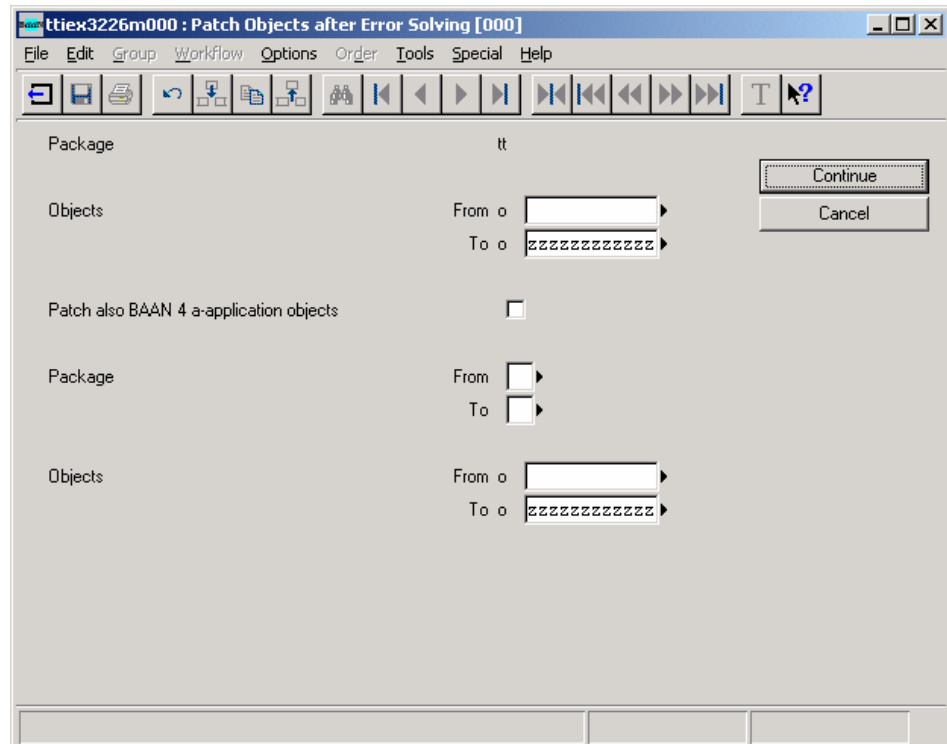 ttiex3226m000 : Patch Objects after Error Solving [000]
File Edit Group Workflow Options Order Tools Special Help
T ?
Package tt
Continue
Objects From o
Cancel
To o zzzzzzzzzzzz
Patch also BAAN 4 a-application objects
Package From
To
Objects From o
To o zzzzzzzzzzzz